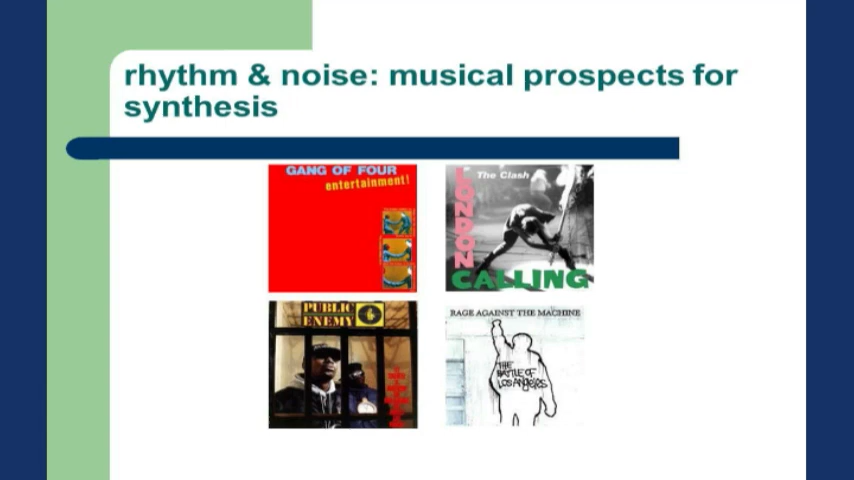 rhythm & noise: musical prospects for
synthesis
GANG OF FOUR
entertainment!
The Clash
LONDON
CALLING
PUBLIC
ENEMY
RAGE AGAINST THE MACHINE
THE
BATTLE OF
LOS ANGELES